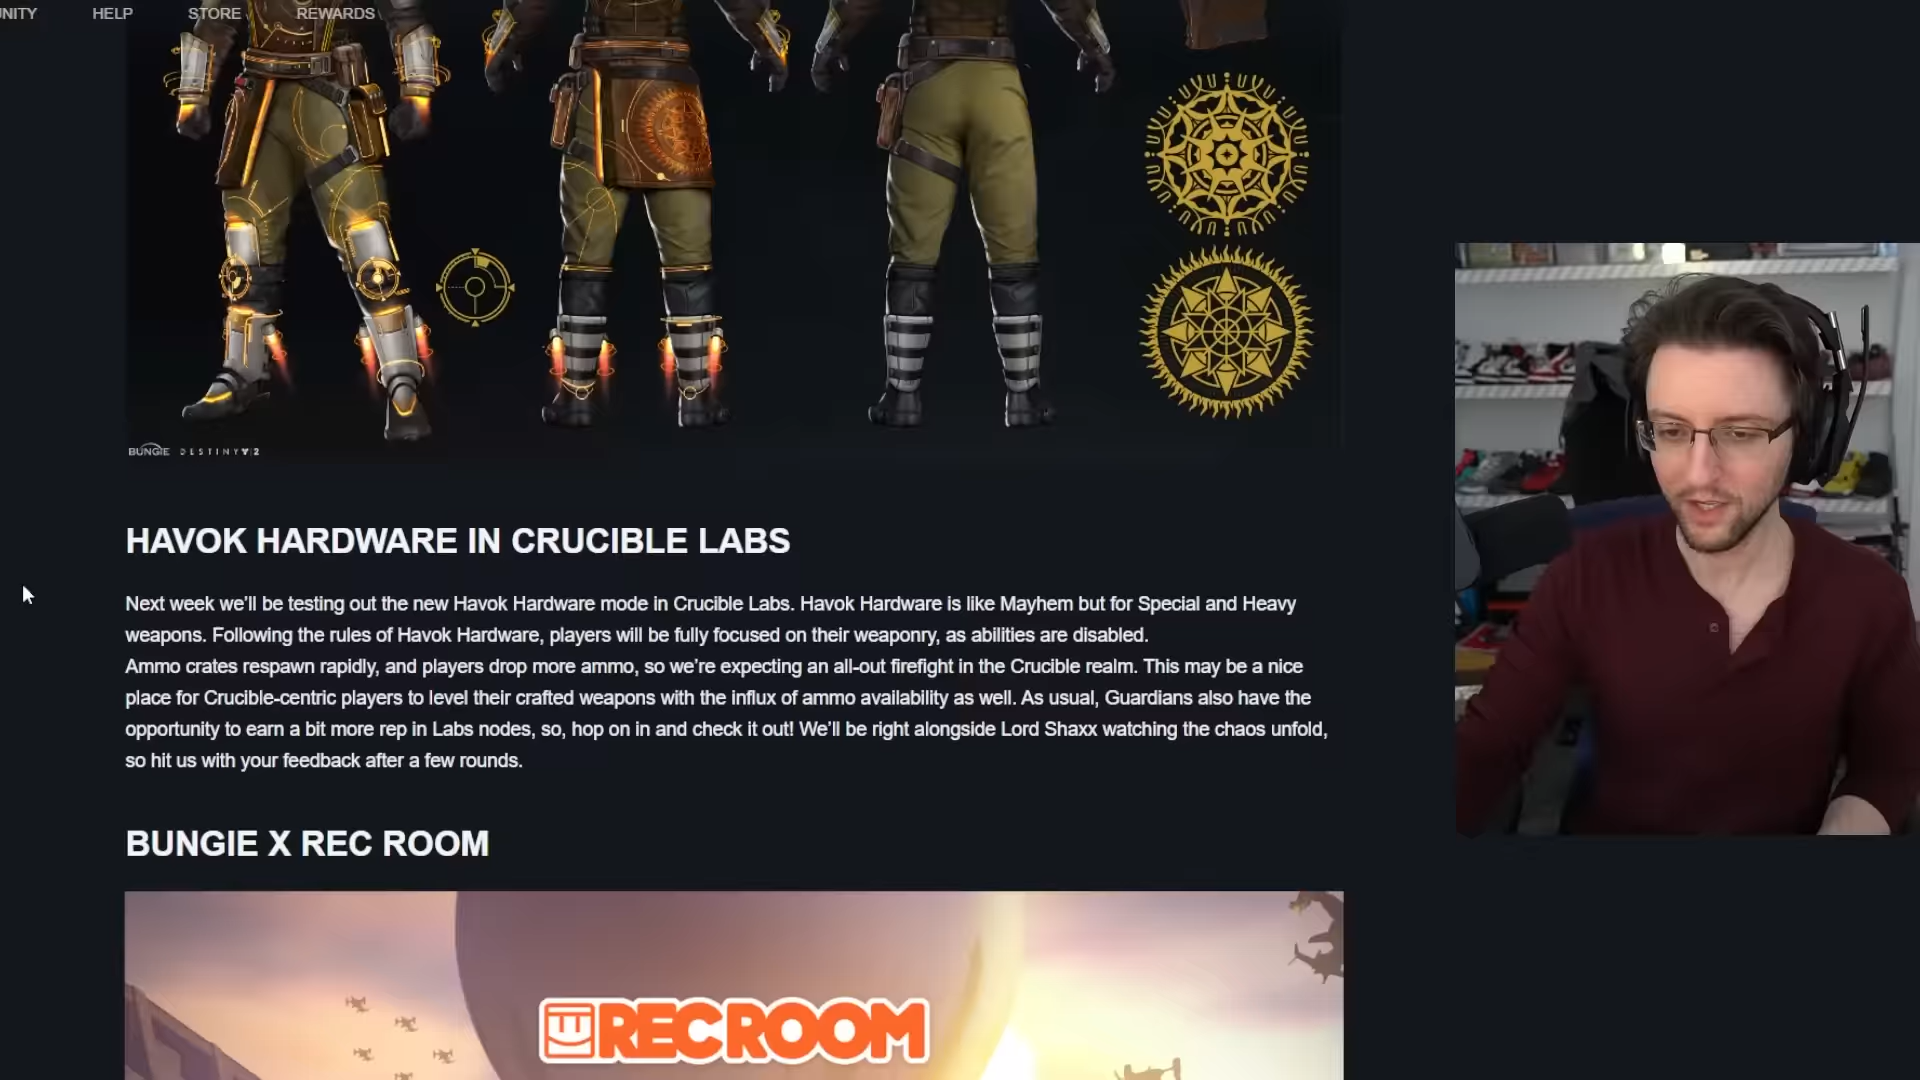 UNITY HELP STORE REWARDS
BUNGIE DESTINY 2
HAVOK HARDWARE IN CRUCIBLE LABS
Next week we'll be testing out the new Havok Hardware mode in Crucible Labs. Havok Hardware is like Mayhem but for Special and Heavy
weapons. Following the rules of Havok Hardware, players will be fully focused on their weaponry, as abilities are disabled.
Ammo crates respawn rapidly, and players drop more ammo, so we're expecting an all-out firefight in the Crucible realm. This may be a nice
place for Crucible-centric players to level their crafted weapons with the influx of ammo availability as well. As usual, Guardians also have the
opportunity to earn a bit more rep in Labs nodes, so, hop on in and check it out! We'll be right alongside Lord Shaxx watching the chaos unfold,
so hit us with your feedback after a few rounds.
BUNGIE X REC ROOM
RECROOM